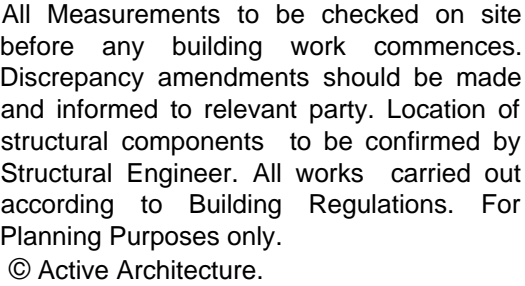 All Measurements to be checked on site
before any building work commences.
Discrepancy amendments should be made
and informed to relevant party. Location of
structural components to be confirmed by
Structural Engineer. All works carried out
according to Building Regulations. For
Planning Purposes only.
© Active Architecture.